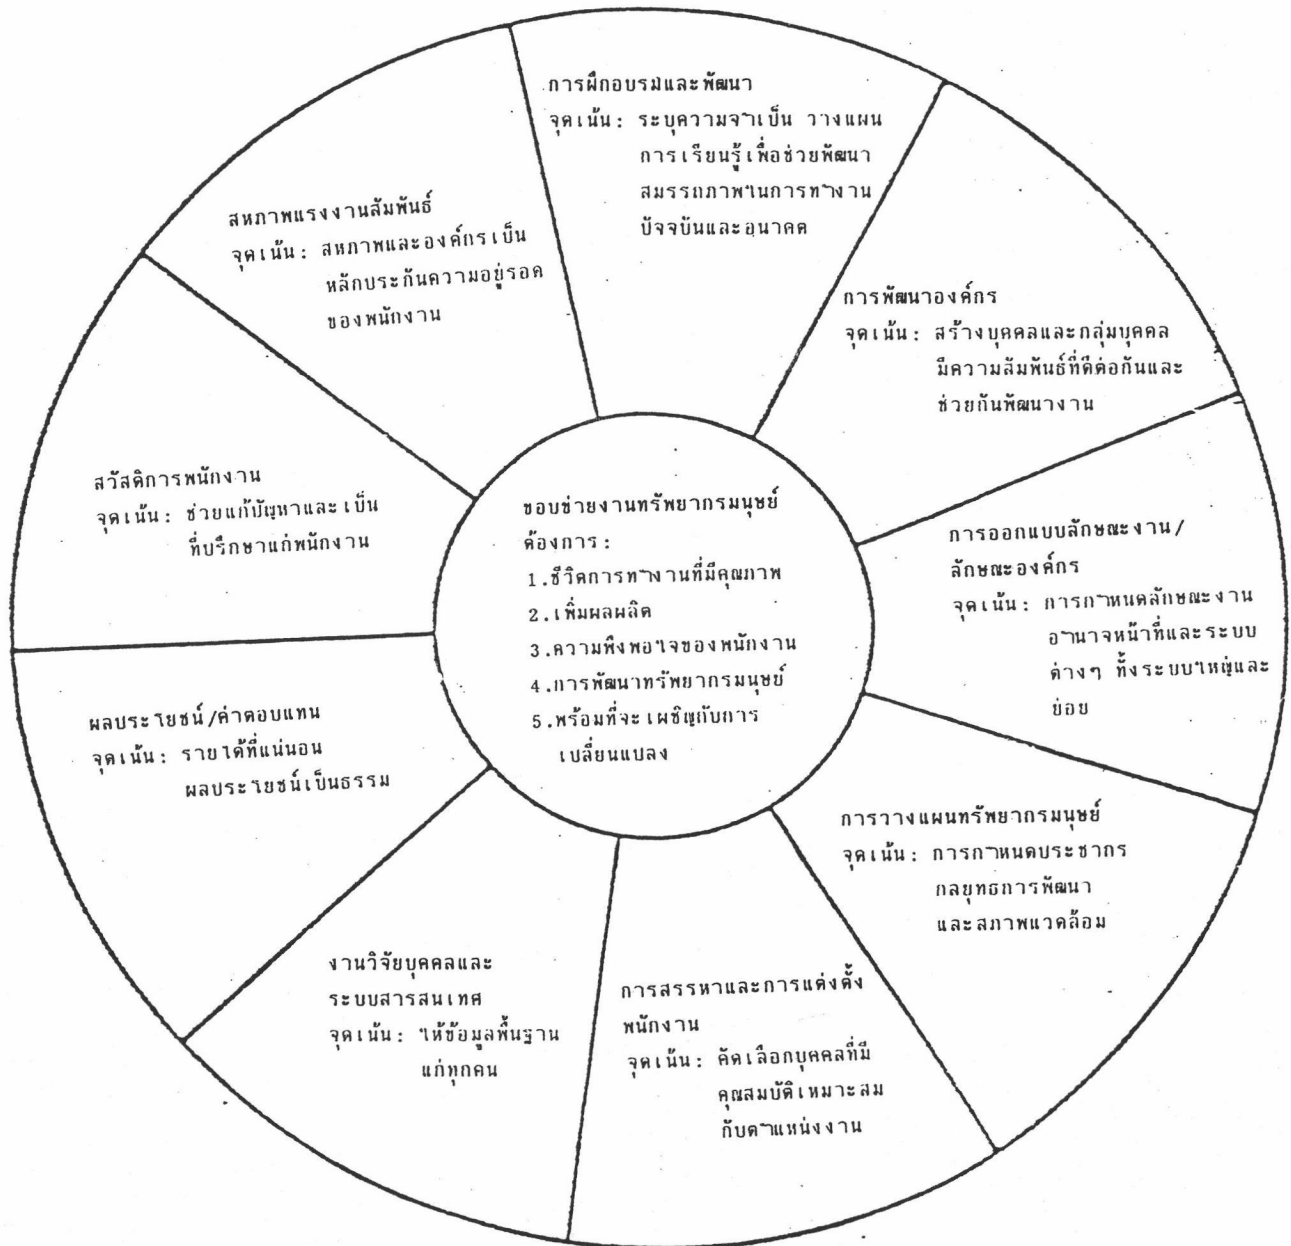 การฝึกอบรมและพัฒนา
จุดเน้น: ระบุความจำเป็น วางแผน
การเรียนรู้เพื่อช่วยพัฒนา
สมรรถภาพในการทำงาน
ปัจจุบันและอนาคต
การพัฒนาองค์กร
จุดเน้น: สร้างบุคคลและกลุ่มบุคคล
มีความสัมพันธ์ที่ดีต่อกันและ
ช่วยกันพัฒนางาน
การออกแบบลักษณะงาน/
ลักษณะองค์กร
จุดเน้น: การกำหนดลักษณะงาน
อำนาจหน้าที่และระบบ
ต่างๆ ทั้งระบบใหญ่และ
ย่อย
การวางแผนทรัพยากรมนุษย์
จุดเน้น: การกำหนดประชากร
กลยุทธการพัฒนา
และสภาพแวดล้อม
การสรรหาและการแต่งตั้ง
พนักงาน
จุดเน้น: คัดเลือกบุคคลที่มี
คุณสมบัติเหมาะสม
กับตำแหน่งงาน
งานวิจัยบุคคลและ
ระบบสารสนเทศ
จุดเน้น: ให้ข้อมูลพื้นฐาน
แก่ทุกคน
ผลประโยชน์/ค่าตอบแทน
จุดเน้น: รายได้ที่แน่นอน
ผลประโยชน์เป็นธรรม
สวัสดิการพนักงาน
จุดเน้น: ช่วยแก้ปัญหาและเป็น
ที่ปรึกษาแก่พนักงาน
สหภาพแรงงานสัมพันธ์
จุดเน้น: สหภาพและองค์กรเป็น
หลักประกันความอยู่รอด
ของพนักงาน
ขอบข่ายงานทรัพยากรมนุษย์
ต้องการ:
1.ชีวิตการทำงานที่มีคุณภาพ
2.เพิ่มผลผลิต
3.ความพึงพอใจของพนักงาน
4.การพัฒนาทรัพยากรมนุษย์
5.พร้อมที่จะเผชิญกับการ
เปลี่ยนแปลง